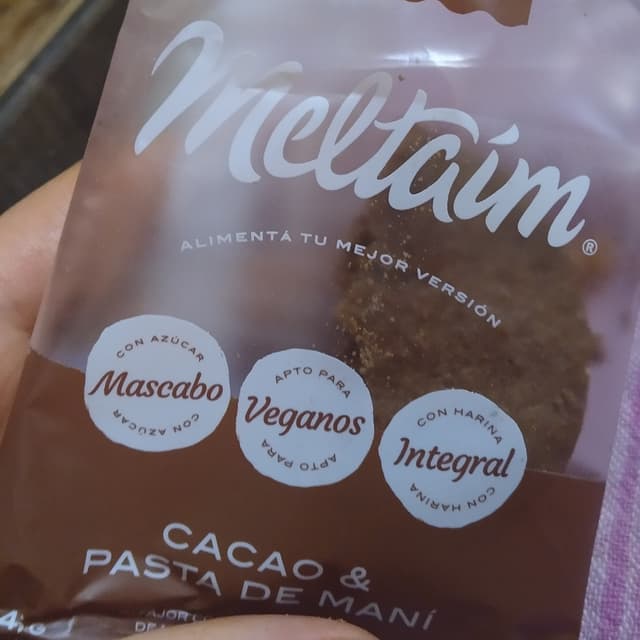 Meltaím®
ALIMENTÁ TU MEJOR VERSIÓN
CON AZÚCAR
Mascabo
CON AZÚCAR
APTO PARA
Veganos
APTO PARA
CON HARINA
Integral
CON HARINA
CACAO &
PASTA DE MANÍ